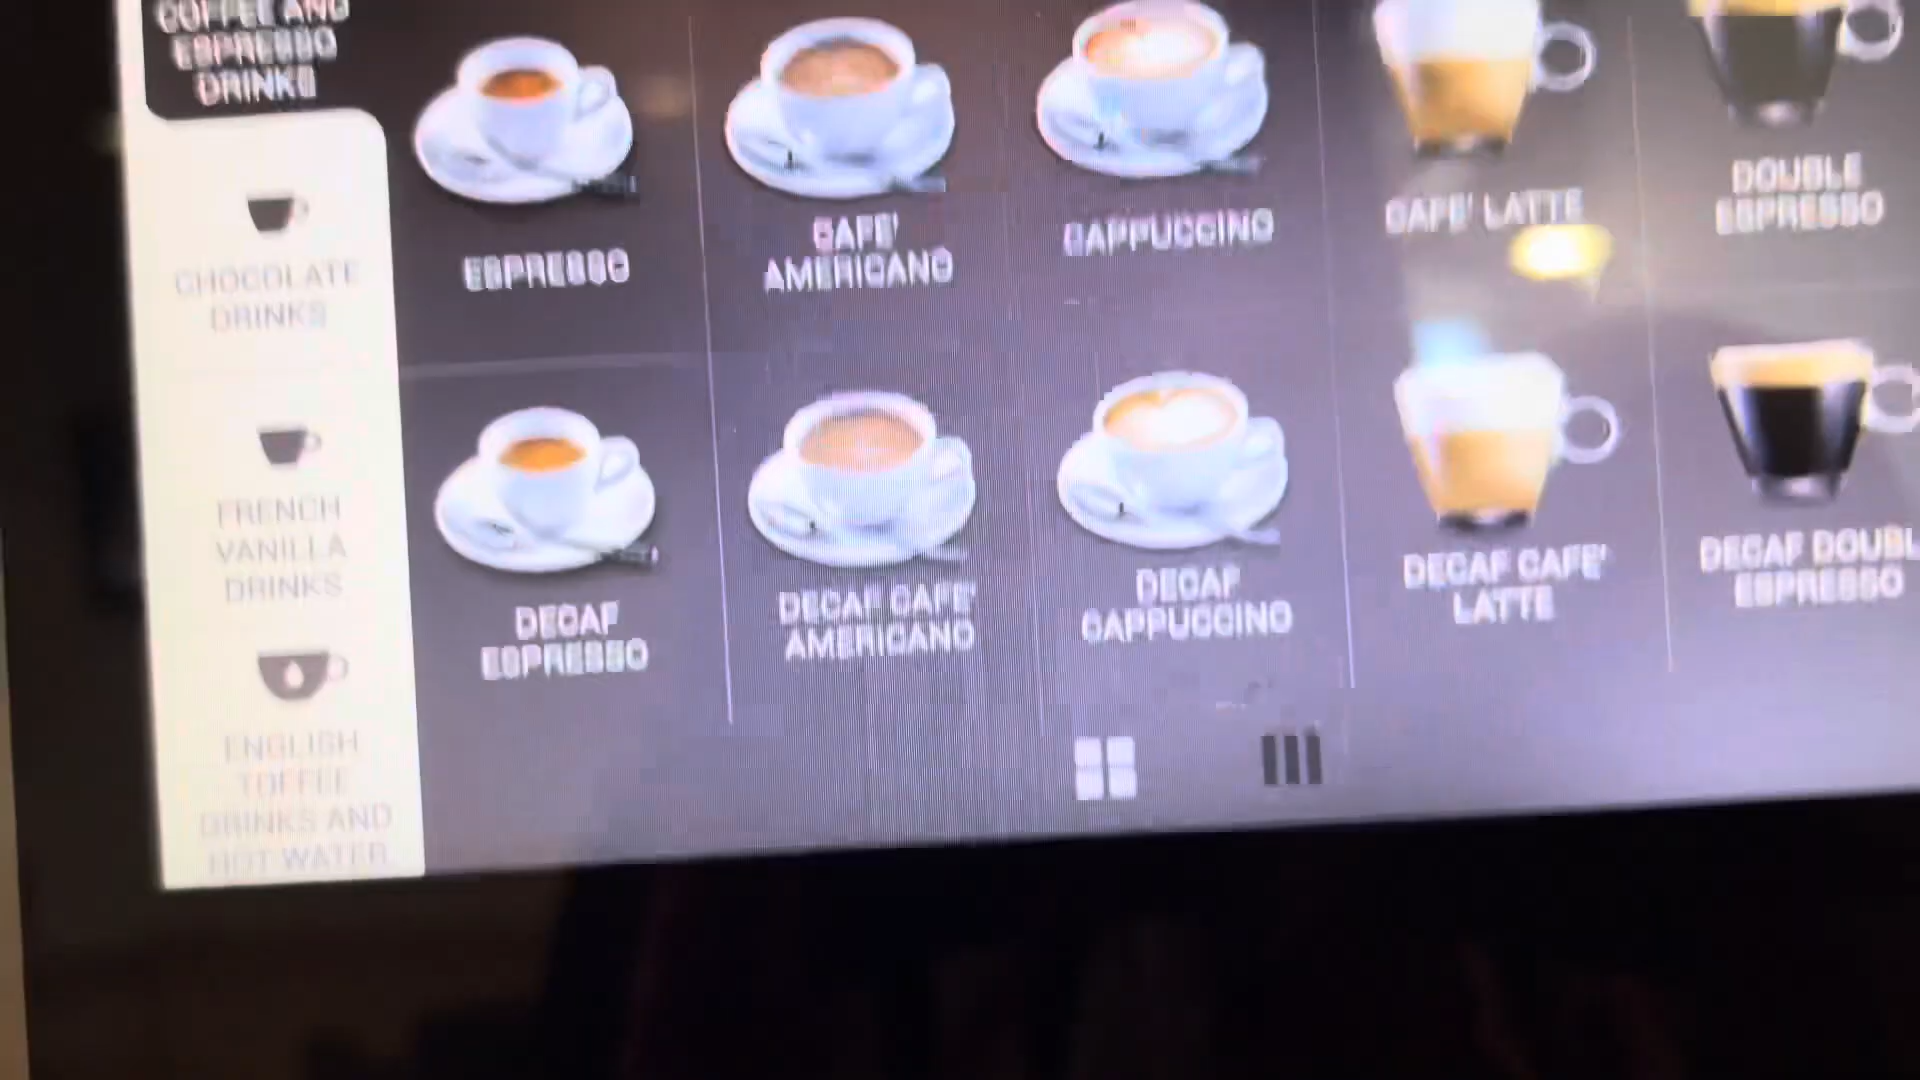 COFFEE AND
ESPRESSO
DRINKS
CHOCOLATE
DRINKS
FRENCH
VANILLA
DRINKS
ENGLISH
TOFFEE
DRINKS AND
HOT WATER
ESPRESSO
CAFE'
AMERICANO
CAPPUCCINO
CAFE' LATTE
DOUBLE
ESPRESSO
DECAF
ESPRESSO
DECAF CAFE'
AMERICANO
DECAF
CAPPUCCINO
DECAF CAFE'
LATTE
DECAF DOUBL
ESPRESSO